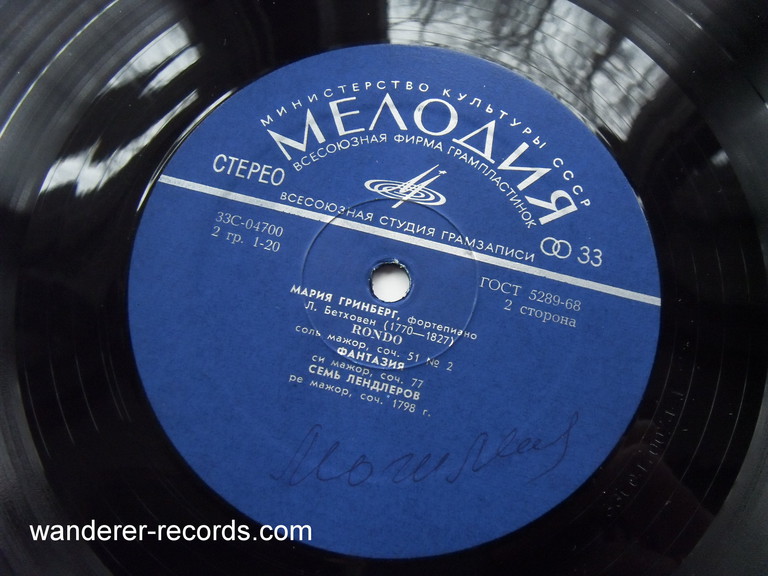 МИНИСТЕРСТВО КУЛЬТУРЫ СССР
МЕЛОДИЯ
ВСЕСОЮЗНАЯ ФИРМА ГРАМПЛАСТИНОК
СТЕРЕО
ВСЕСОЮЗНАЯ СТУДИЯ ГРАМЗАПИСИ
33
33С-04700
2 гр. 1-20
ГОСТ 5289-68
2 сторона
МАРИЯ ГРИНБЕРГ, фортепиано
Л. Бетховен (1770—1827)
RONDO
соль мажор, соч. 51 № 2
ФАНТАЗИЯ
си мажор, соч. 77
СЕМЬ ЛЕНДЛЕРОВ
ре мажор, соч. 1798 г.
wanderer-records.com